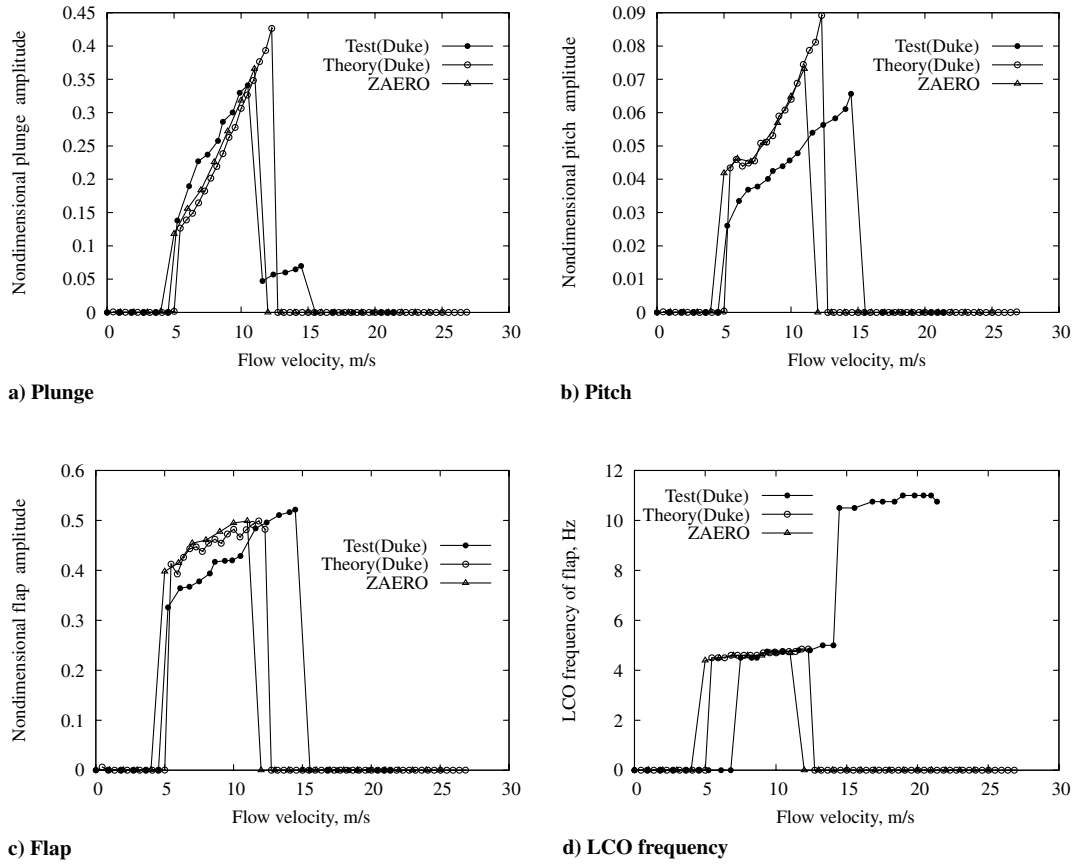 0.45
0.4
0.35
0.3
0.25
0.2
0.15
0.1
0.05
0
Nondimensional plunge amplitude
Test(Duke)
Theory(Duke)
ZAERO
0 5 10 15 20 25 30
Flow velocity, m/s
a) Plunge
0.09
0.08
0.07
0.06
0.05
0.04
0.03
0.02
0.01
0
Nondimensional pitch amplitude
Test(Duke)
Theory(Duke)
ZAERO
0 5 10 15 20 25 30
Flow velocity, m/s
b) Pitch
0.6
0.5
0.4
0.3
0.2
0.1
0
Nondimensional flap amplitude
Test(Duke)
Theory(Duke)
ZAERO
0 5 10 15 20 25 30
Flow velocity, m/s
c) Flap
12
10
8
6
4
2
0
LCO frequency of flap, Hz
Test(Duke)
Theory(Duke)
ZAERO
0 5 10 15 20 25 30
Flow velocity, m/s
d) LCO frequency